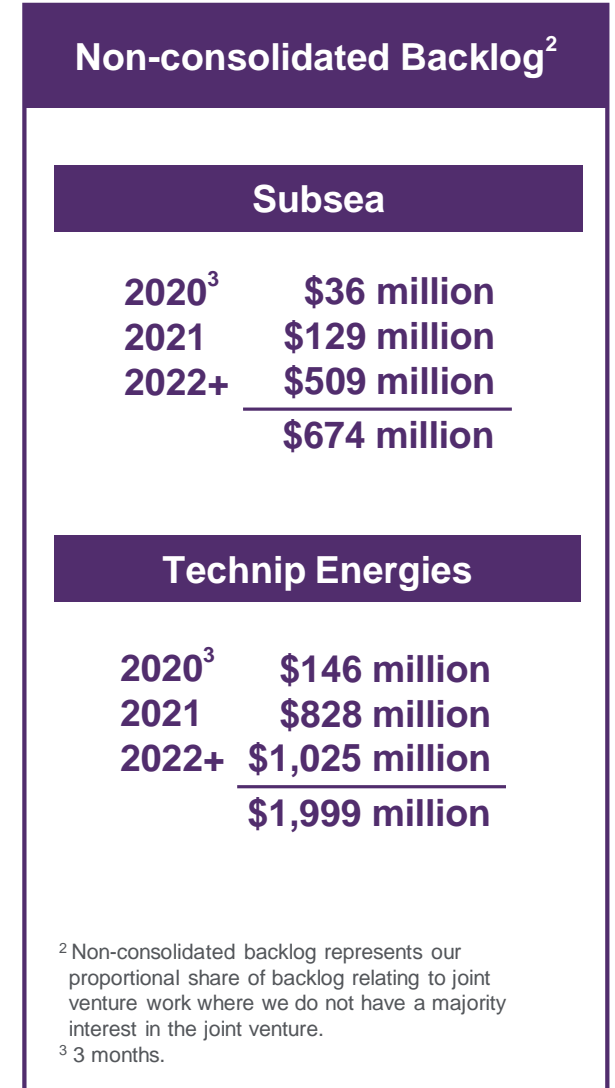 Non-consolidated Backlog2
Subsea
20203 $36 million
2021 $129 million
2022+ $509 million
$674 million
Technip Energies
20203 $146 million
2021 $828 million
2022+ $1,025 million
$1,999 million
2 Non-consolidated backlog represents our
proportional share of backlog relating to joint
venture work where we do not have a majority
interest in the joint venture.
3 3 months.